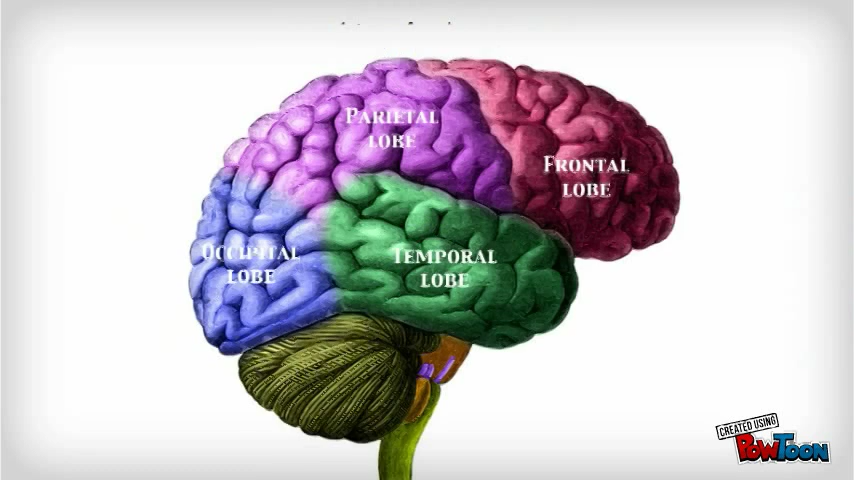 PARIETAL
LOBE
FRONTAL
LOBE
OCCIPITAL
LOBE
TEMPORAL
LOBE
CREATED USING
POWTOON